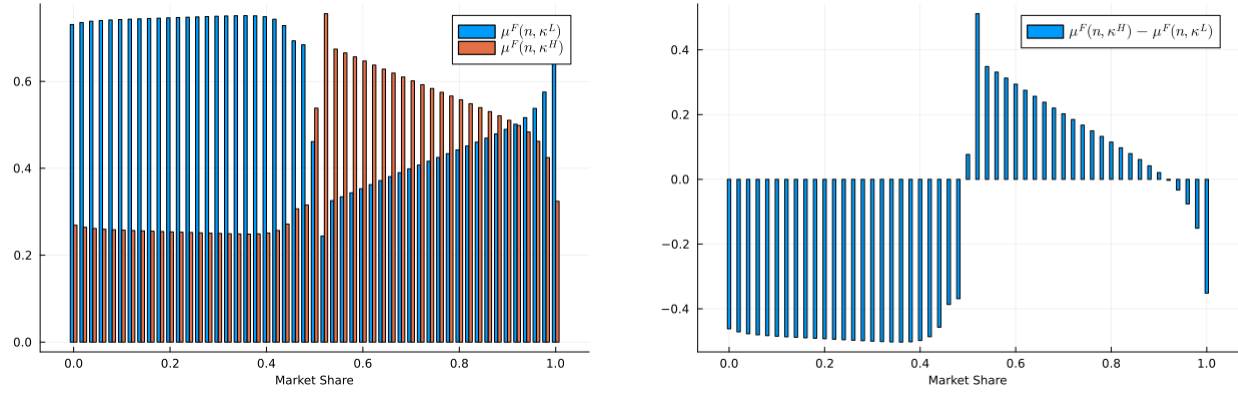 μ^F(n, κ^L)
μ^F(n, κ^H)
0.6
0.4
0.2
0.0
0.0 0.2 0.4 0.6 0.8 1.0
Market Share
μ^F(n, κ^H) − μ^F(n, κ^L)
0.4
0.2
0.0
−0.2
−0.4
0.0 0.2 0.4 0.6 0.8 1.0
Market Share